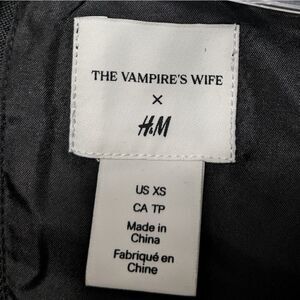 THE VAMPIRE'S WIFE
×
H&M
US XS
CA TP
Made in
China
Fabriqué en
Chine